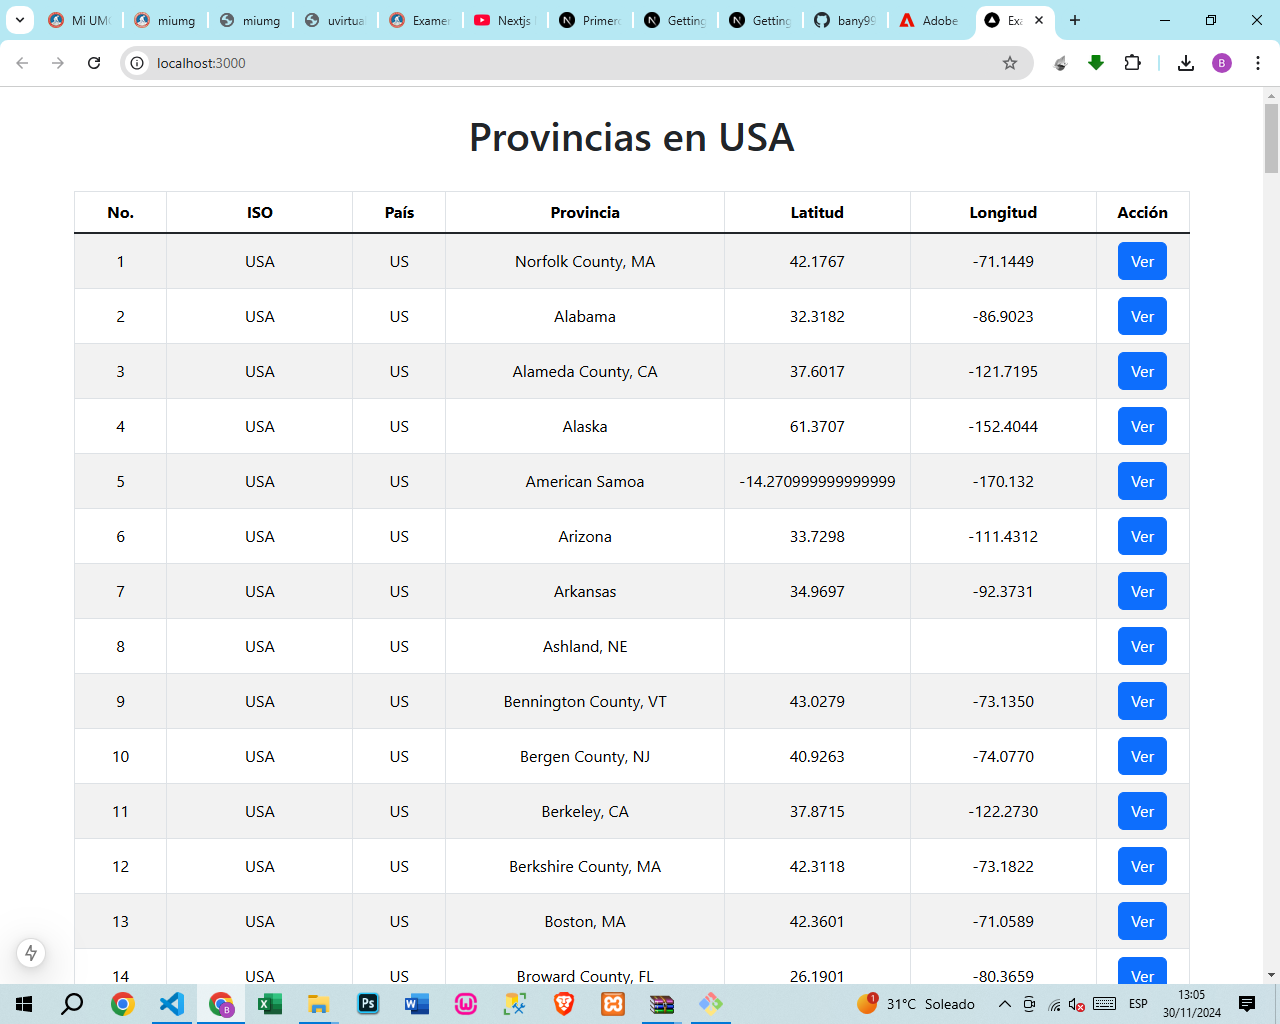 Mi UM
miumg
miumg
uvirtua
Examer
Nextjs
Primero
Getting
Getting
bany99
Adobe
Exa
localhost:3000
B
Provincias en USA
No. ISO País Provincia Latitud Longitud Acción
1 USA US Norfolk County, MA 42.1767 -71.1449 Ver
2 USA US Alabama 32.3182 -86.9023 Ver
3 USA US Alameda County, CA 37.6017 -121.7195 Ver
4 USA US Alaska 61.3707 -152.4044 Ver
5 USA US American Samoa -14.270999999999999 -170.132 Ver
6 USA US Arizona 33.7298 -111.4312 Ver
7 USA US Arkansas 34.9697 -92.3731 Ver
8 USA US Ashland, NE Ver
9 USA US Bennington County, VT 43.0279 -73.1350 Ver
10 USA US Bergen County, NJ 40.9263 -74.0770 Ver
11 USA US Berkeley, CA 37.8715 -122.2730 Ver
12 USA US Berkshire County, MA 42.3118 -73.1822 Ver
13 USA US Boston, MA 42.3601 -71.0589 Ver
14 USA US Broward County, FL 26.1901 -80.3659 Ver
31°C Soleado
ESP
13:05
30/11/2024